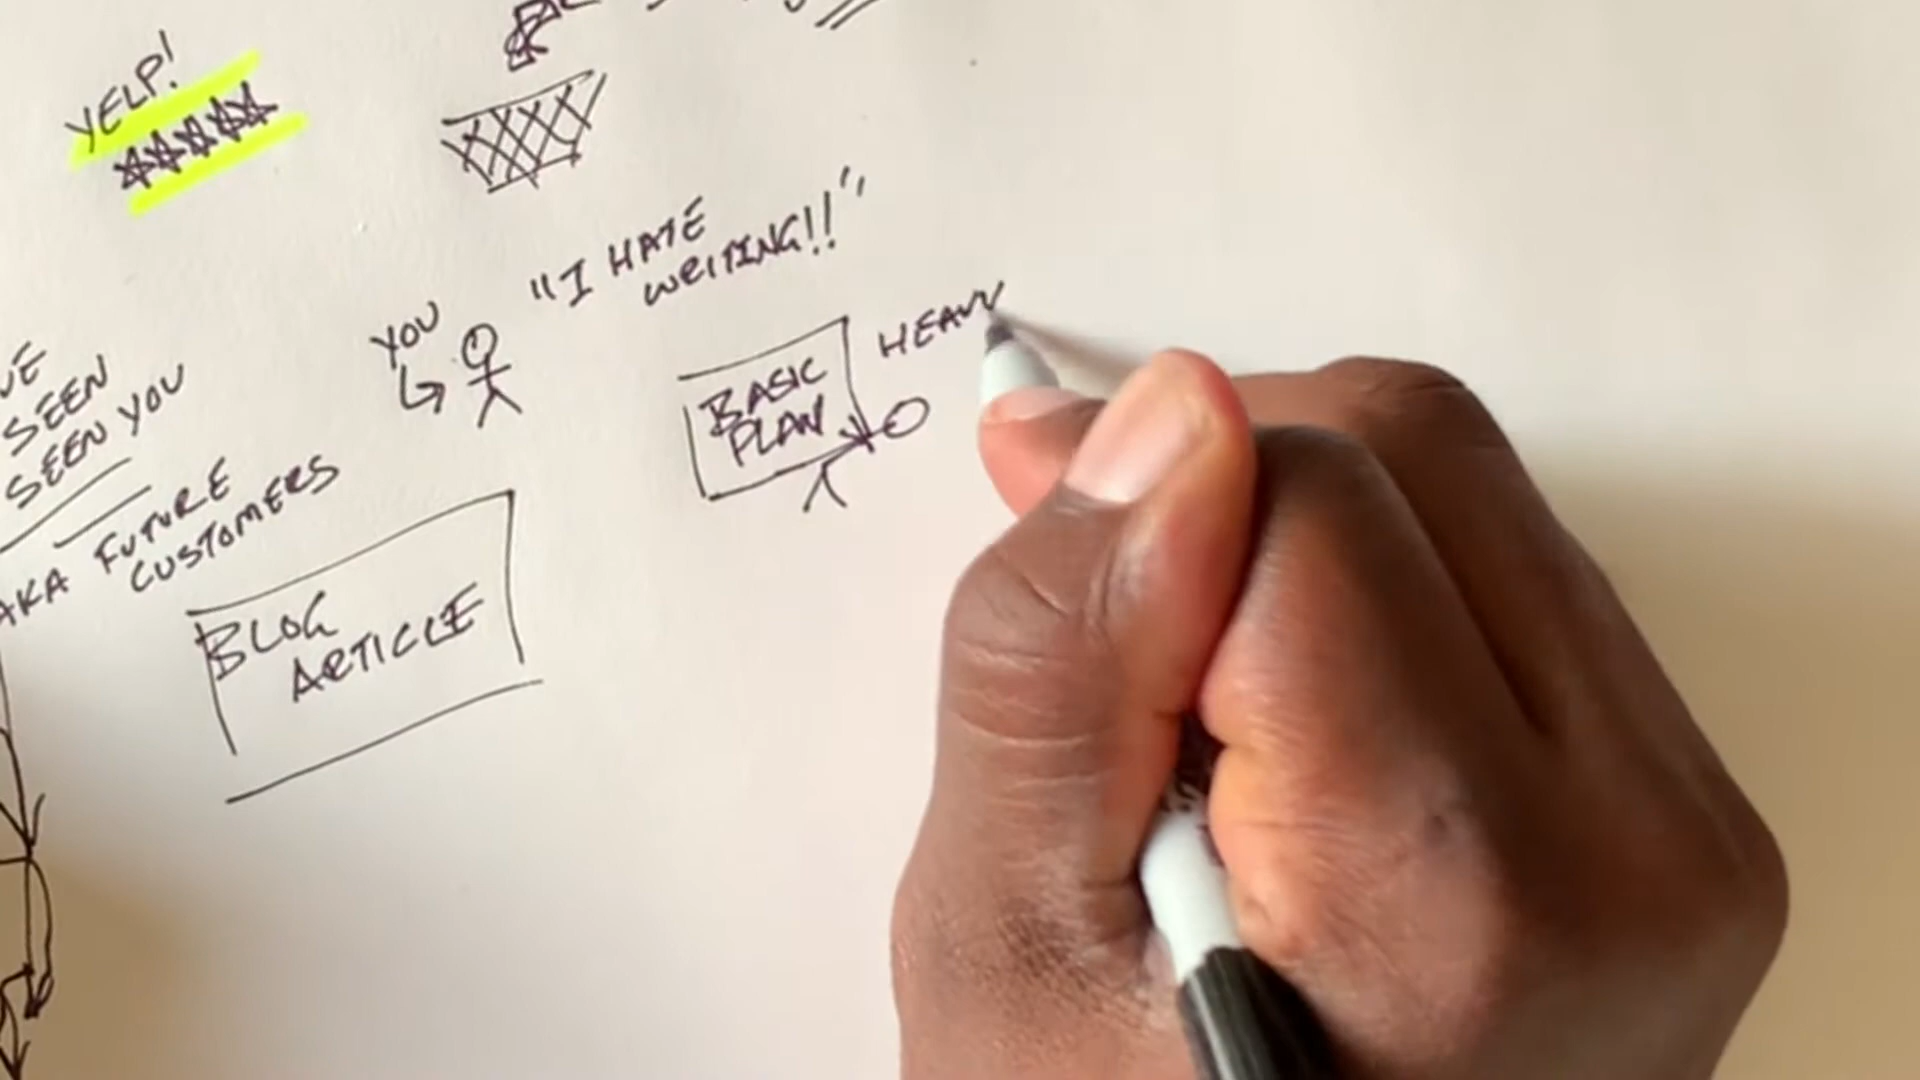 YELP!
"I HATE
WRITING!!"
YOU
HEAVY
BASIC
PLAN
SEEN
SEEN YOU
AKA FUTURE
CUSTOMERS
BLOG
ARTICLE